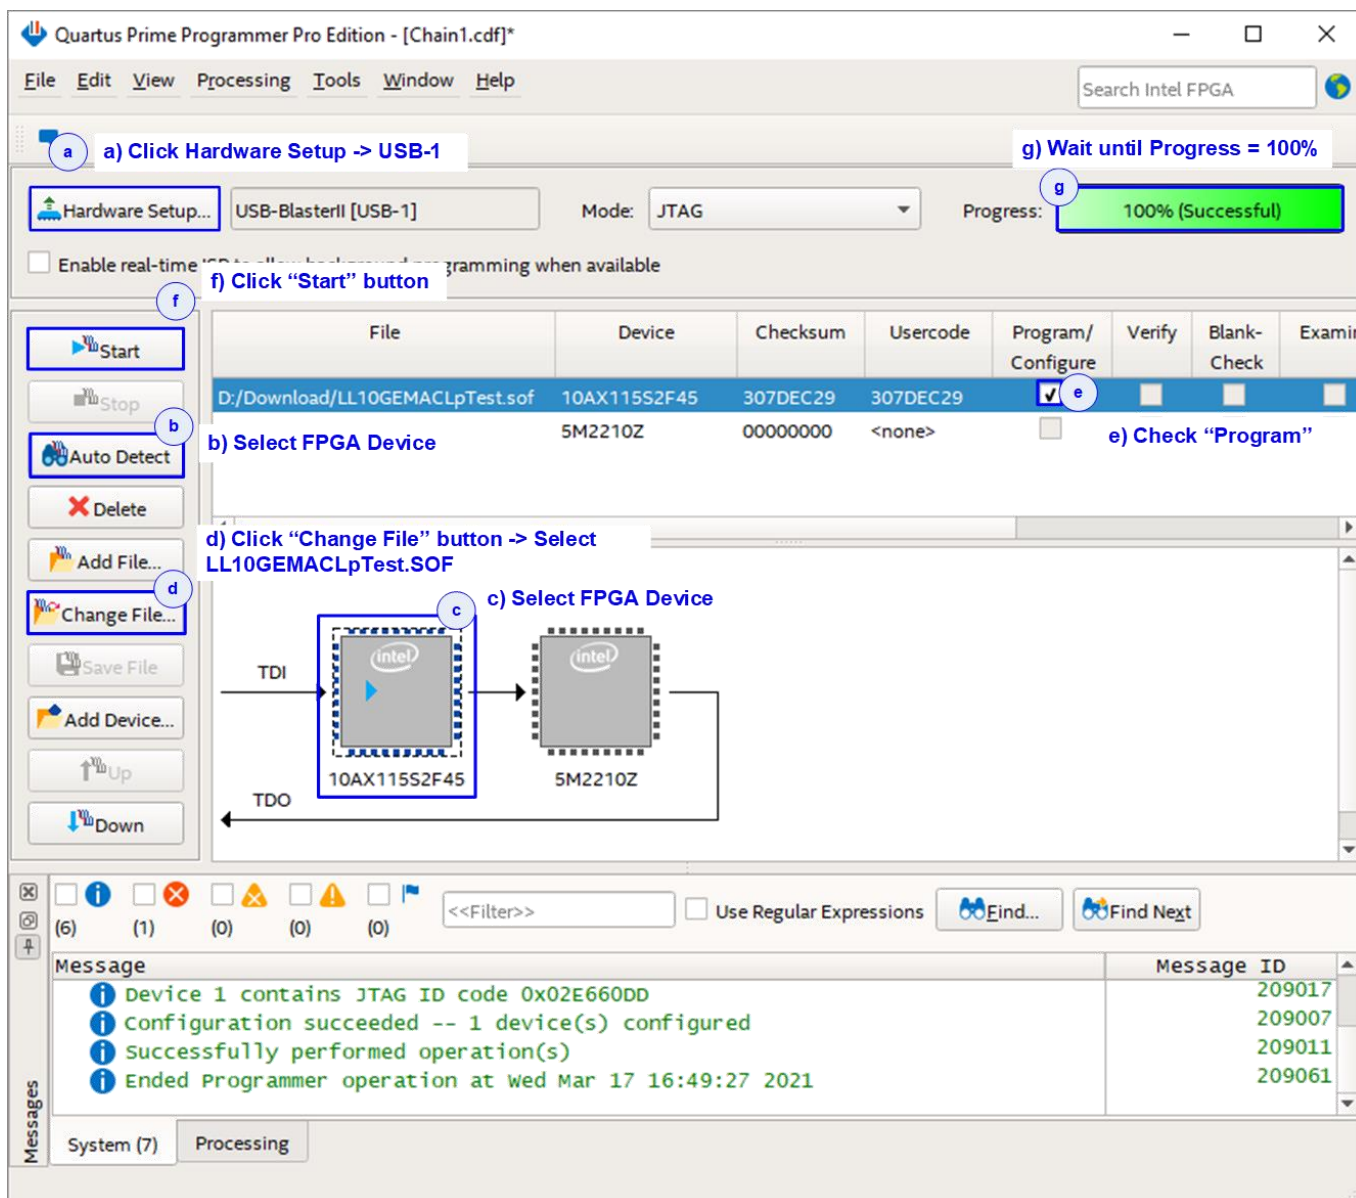 Quartus Prime Programmer Pro Edition - [Chain1.cdf]*
File Edit View Processing Tools Window Help
Search Intel FPGA
a
a) Click Hardware Setup -> USB-1
g) Wait until Progress = 100%
g
Hardware Setup...
USB-BlasterII [USB-1]
Mode:
JTAG
Progress:
100% (Successful)
Enable real-time
programming when available
f) Click “Start” button
f
Start
Stop
b
Auto Detect
Delete
Add File...
d
Change File...
Save File
Add Device...
Up
Down
File Device Checksum Usercode Program/ Configure Verify Blank- Check Examin
D:/Download/LL10GEMACLpTest.sof 10AX115S2F45 307DEC29 307DEC29
e
5M2210Z 00000000 <none>
b) Select FPGA Device
e) Check “Program”
d) Click “Change File” button -> Select
LL10GEMACLpTest.SOF
c
c) Select FPGA Device
TDI
intel
intel
10AX115S2F45
5M2210Z
TDO
(6) (1) (0) (0) (0)
<<Filter>>
Use Regular Expressions
Find...
Find Next
Message Message ID
Device 1 contains JTAG ID code 0x02E660DD 209017
Configuration succeeded -- 1 device(s) configured 209007
Successfully performed operation(s) 209011
Ended Programmer operation at Wed Mar 17 16:49:27 2021 209061
Messages
System (7) Processing